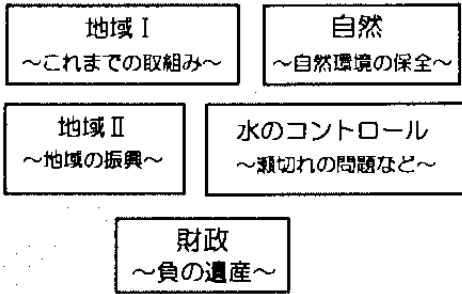 地域Ⅰ
～これまでの取組み～
自然
～自然環境の保全～
地域Ⅱ
～地域の振興～
水のコントロール
～瀬切れの問題など～
財政
～負の遺産～